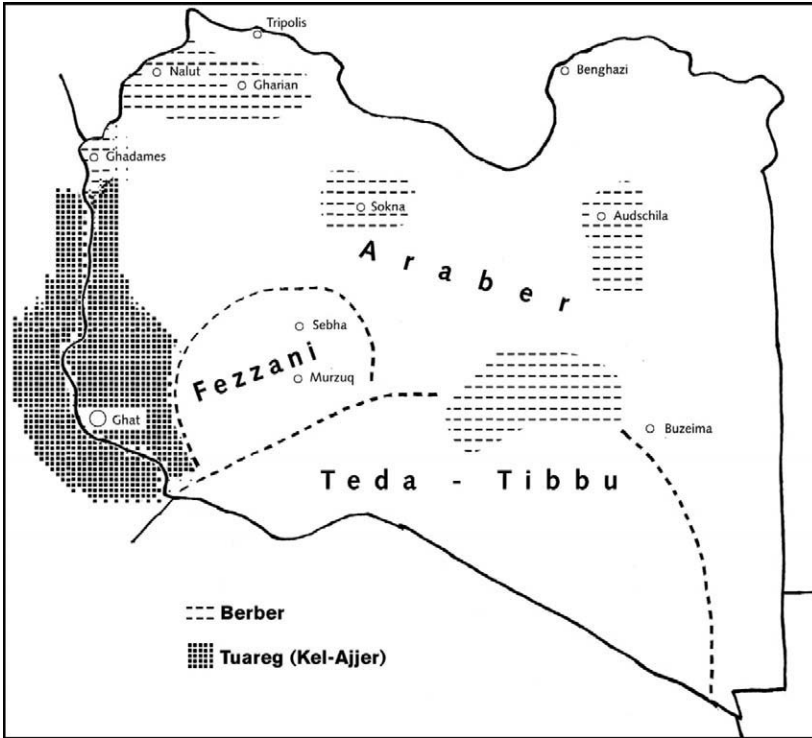 Tripolis
Nalut
Benghazi
Gharian
Ghadames
Sokna
Audschila
Araber
Sebha
Fezzani
Murzuq
Ghat
Buzeima
Teda - Tibbu
Berber
Tuareg (Kel-Ajjer)